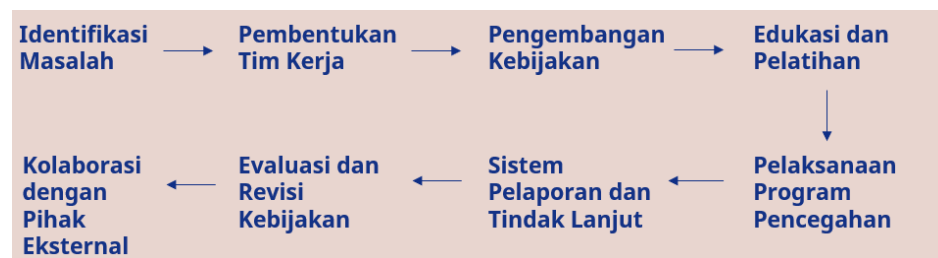 Identifikasi
Masalah
Pembentukan
Tim Kerja
Pengembangan
Kebijakan
Edukasi dan
Pelatihan
Pelaksanaan
Program
Pencegahan
Sistem
Pelaporan dan
Tindak Lanjut
Evaluasi dan
Revisi
Kebijakan
Kolaborasi
dengan
Pihak
Eksternal